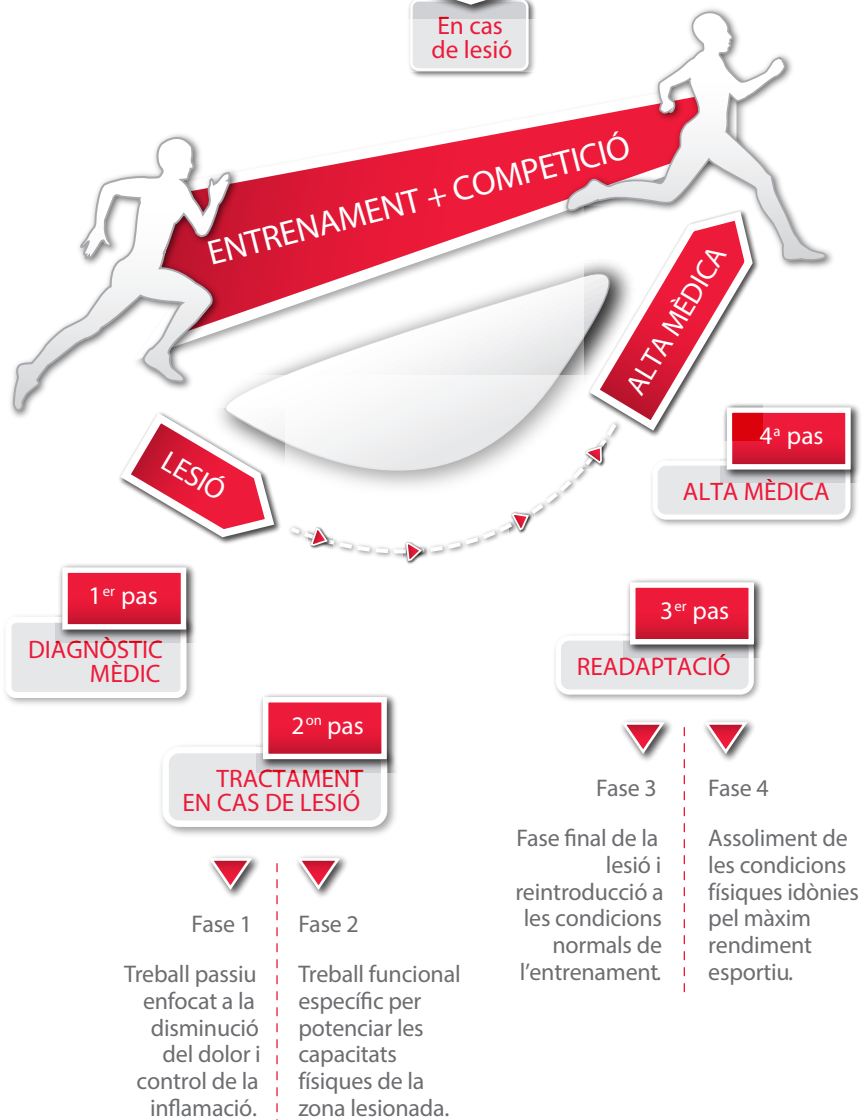 En cas
de lesió
ENTRENAMENT + COMPETICIÓ
ALTA MÈDICA
LESIÓ
4ª pas
ALTA MÈDICA
1er pas
DIAGNÒSTIC
MÈDIC
3er pas
READAPTACIÓ
2on pas
TRACTAMENT
EN CAS DE LESIÓ
Fase 3
Fase final de la
lesió i
reintroducció a
les condicions
normals de
l'entrenament.
Fase 4
Assoliment de
les condicions
físiques idònies
pel màxim
rendiment
esportiu.
Fase 1
Treball passiu
enfocat a la
disminució
del dolor i
control de la
inflamació.
Fase 2
Treball funcional
específic per
potenciar les
capacitats
físiques de la
zona lesionada.